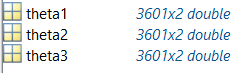 theta1 3601x2 double
theta2 3601x2 double
theta3 3601x2 double